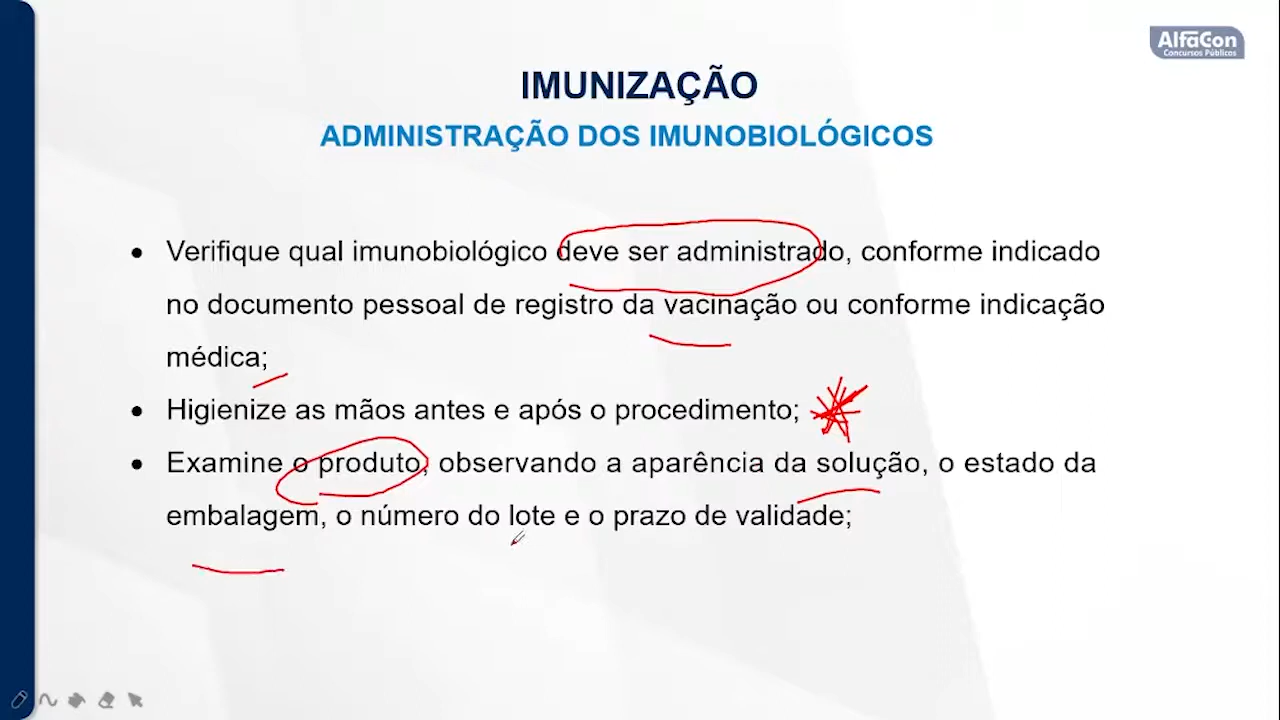 AlfaCon
Concursos Públicos
IMUNIZAÇÃO
ADMINISTRAÇÃO DOS IMUNOBIOLÓGICOS
• Verifique qual imunobiológico deve ser administrado, conforme indicado
no documento pessoal de registro da vacinação ou conforme indicação
médica;
• Higienize as mãos antes e após o procedimento;
• Examine o produto, observando a aparência da solução, o estado da
embalagem, o número do lote e o prazo de validade;